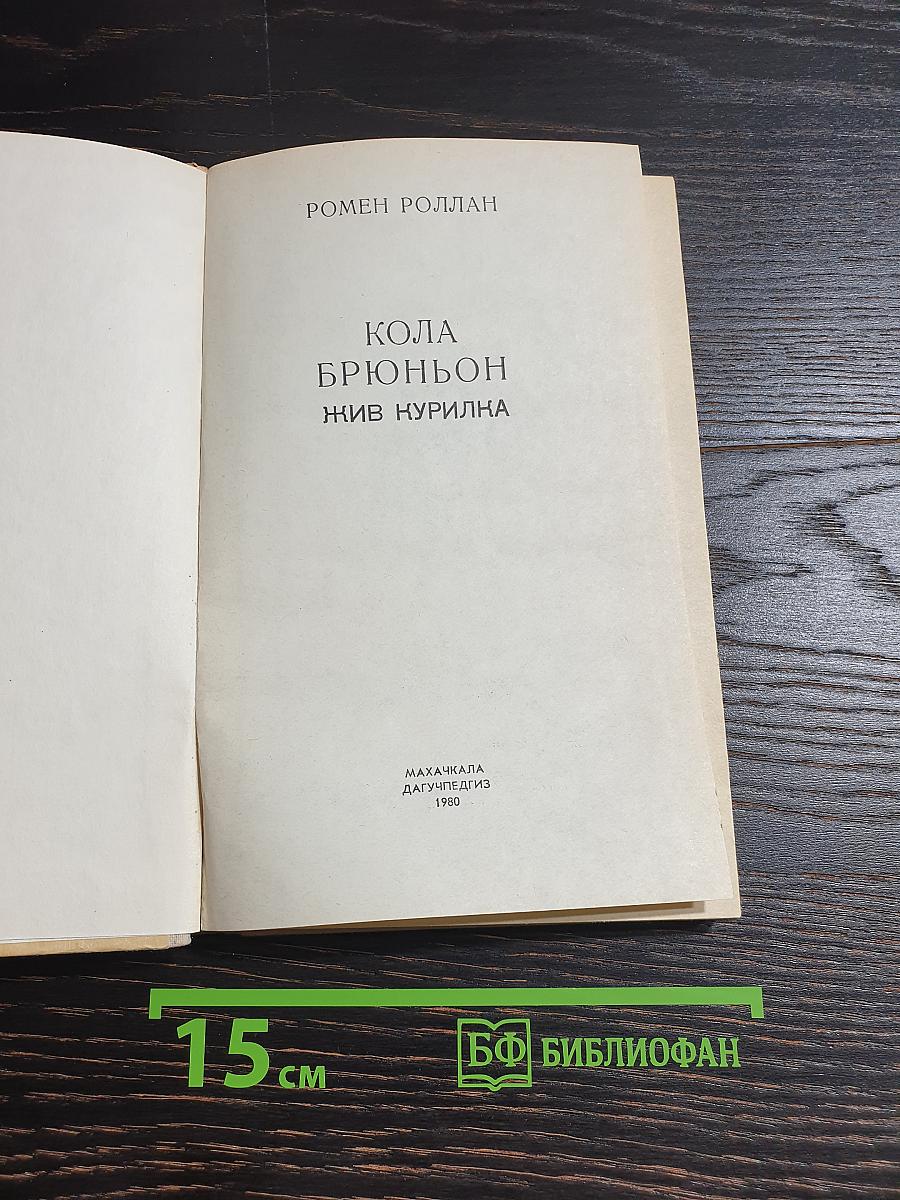 РОМЕН РОЛЛАН
КОЛА
БРЮНЬОН
ЖИВ КУРИЛКА
МАХАЧКАЛА
ДАГУЧПЕДГИЗ
1980
15 см
БФ БИБЛИОФАН